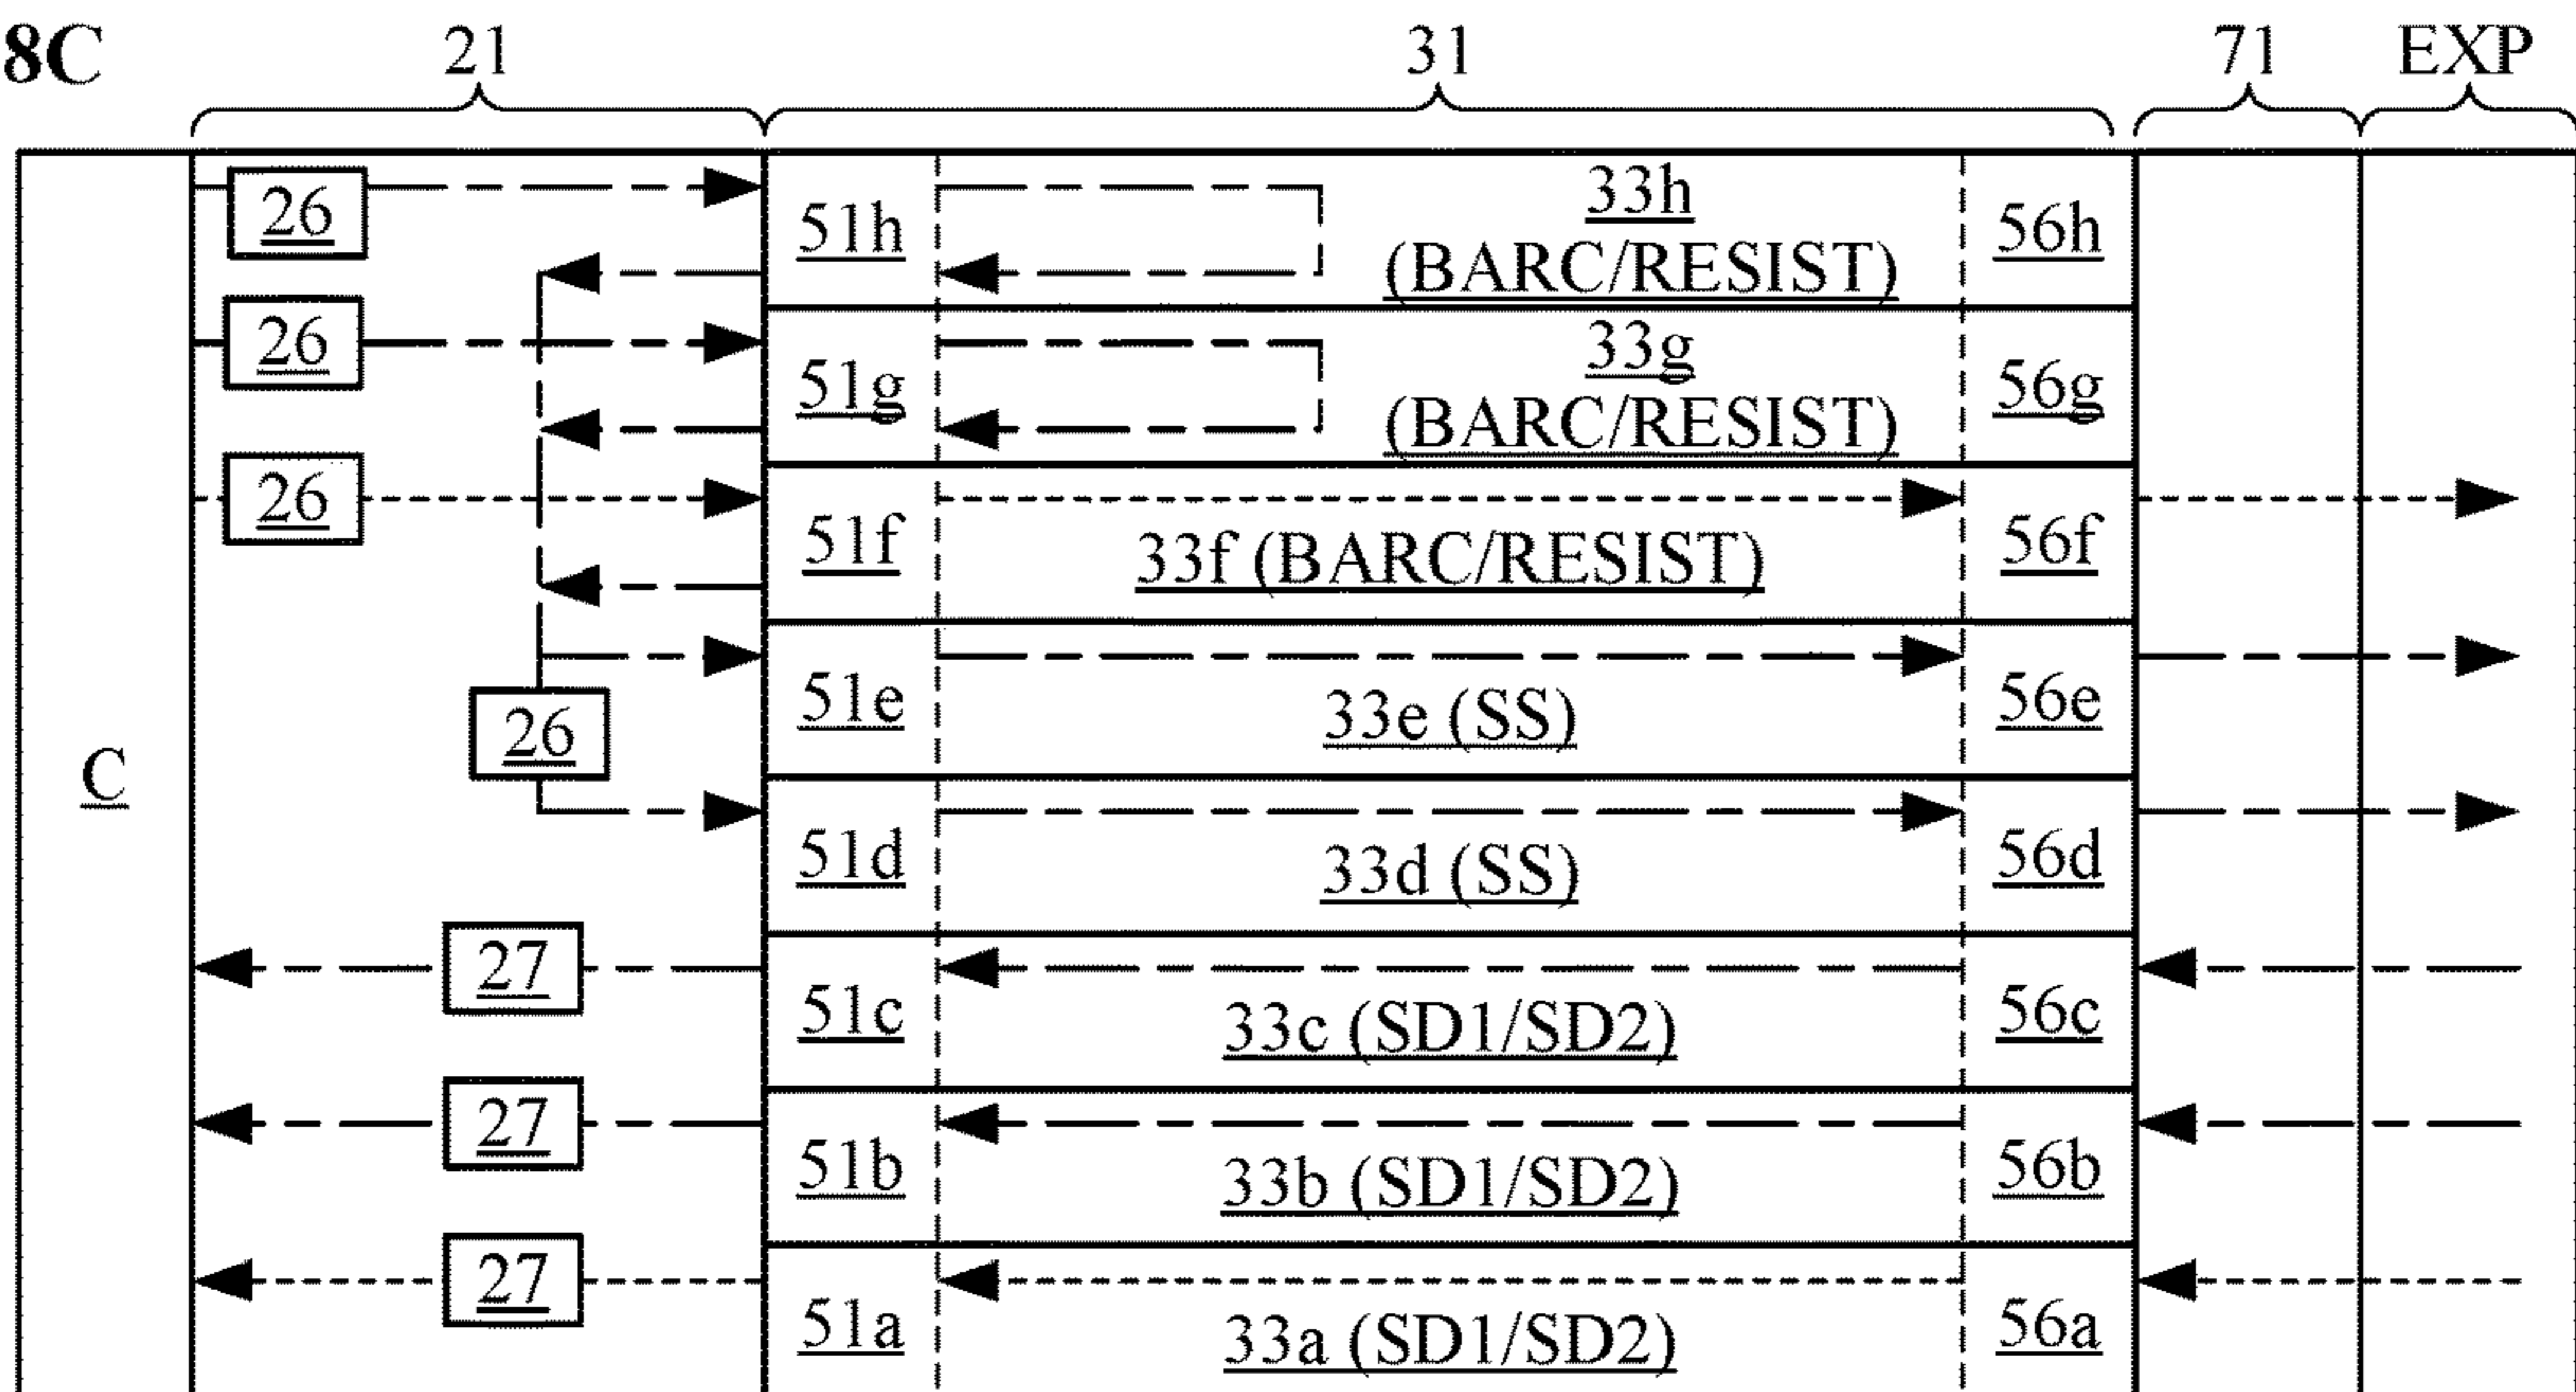 8C
21 31 71 EXP
26 51h 33h 56h
(BARC/RESIST)
26 51g 33g 56g
(BARC/RESIST)
26 51f 33f (BARC/RESIST) 56f
26 51e 33e (SS) 56e
C
51d 33d (SS) 56d
27 51c 33c (SD1/SD2) 56c
27 51b 33b (SD1/SD2) 56b
27 51a 33a (SD1/SD2) 56a